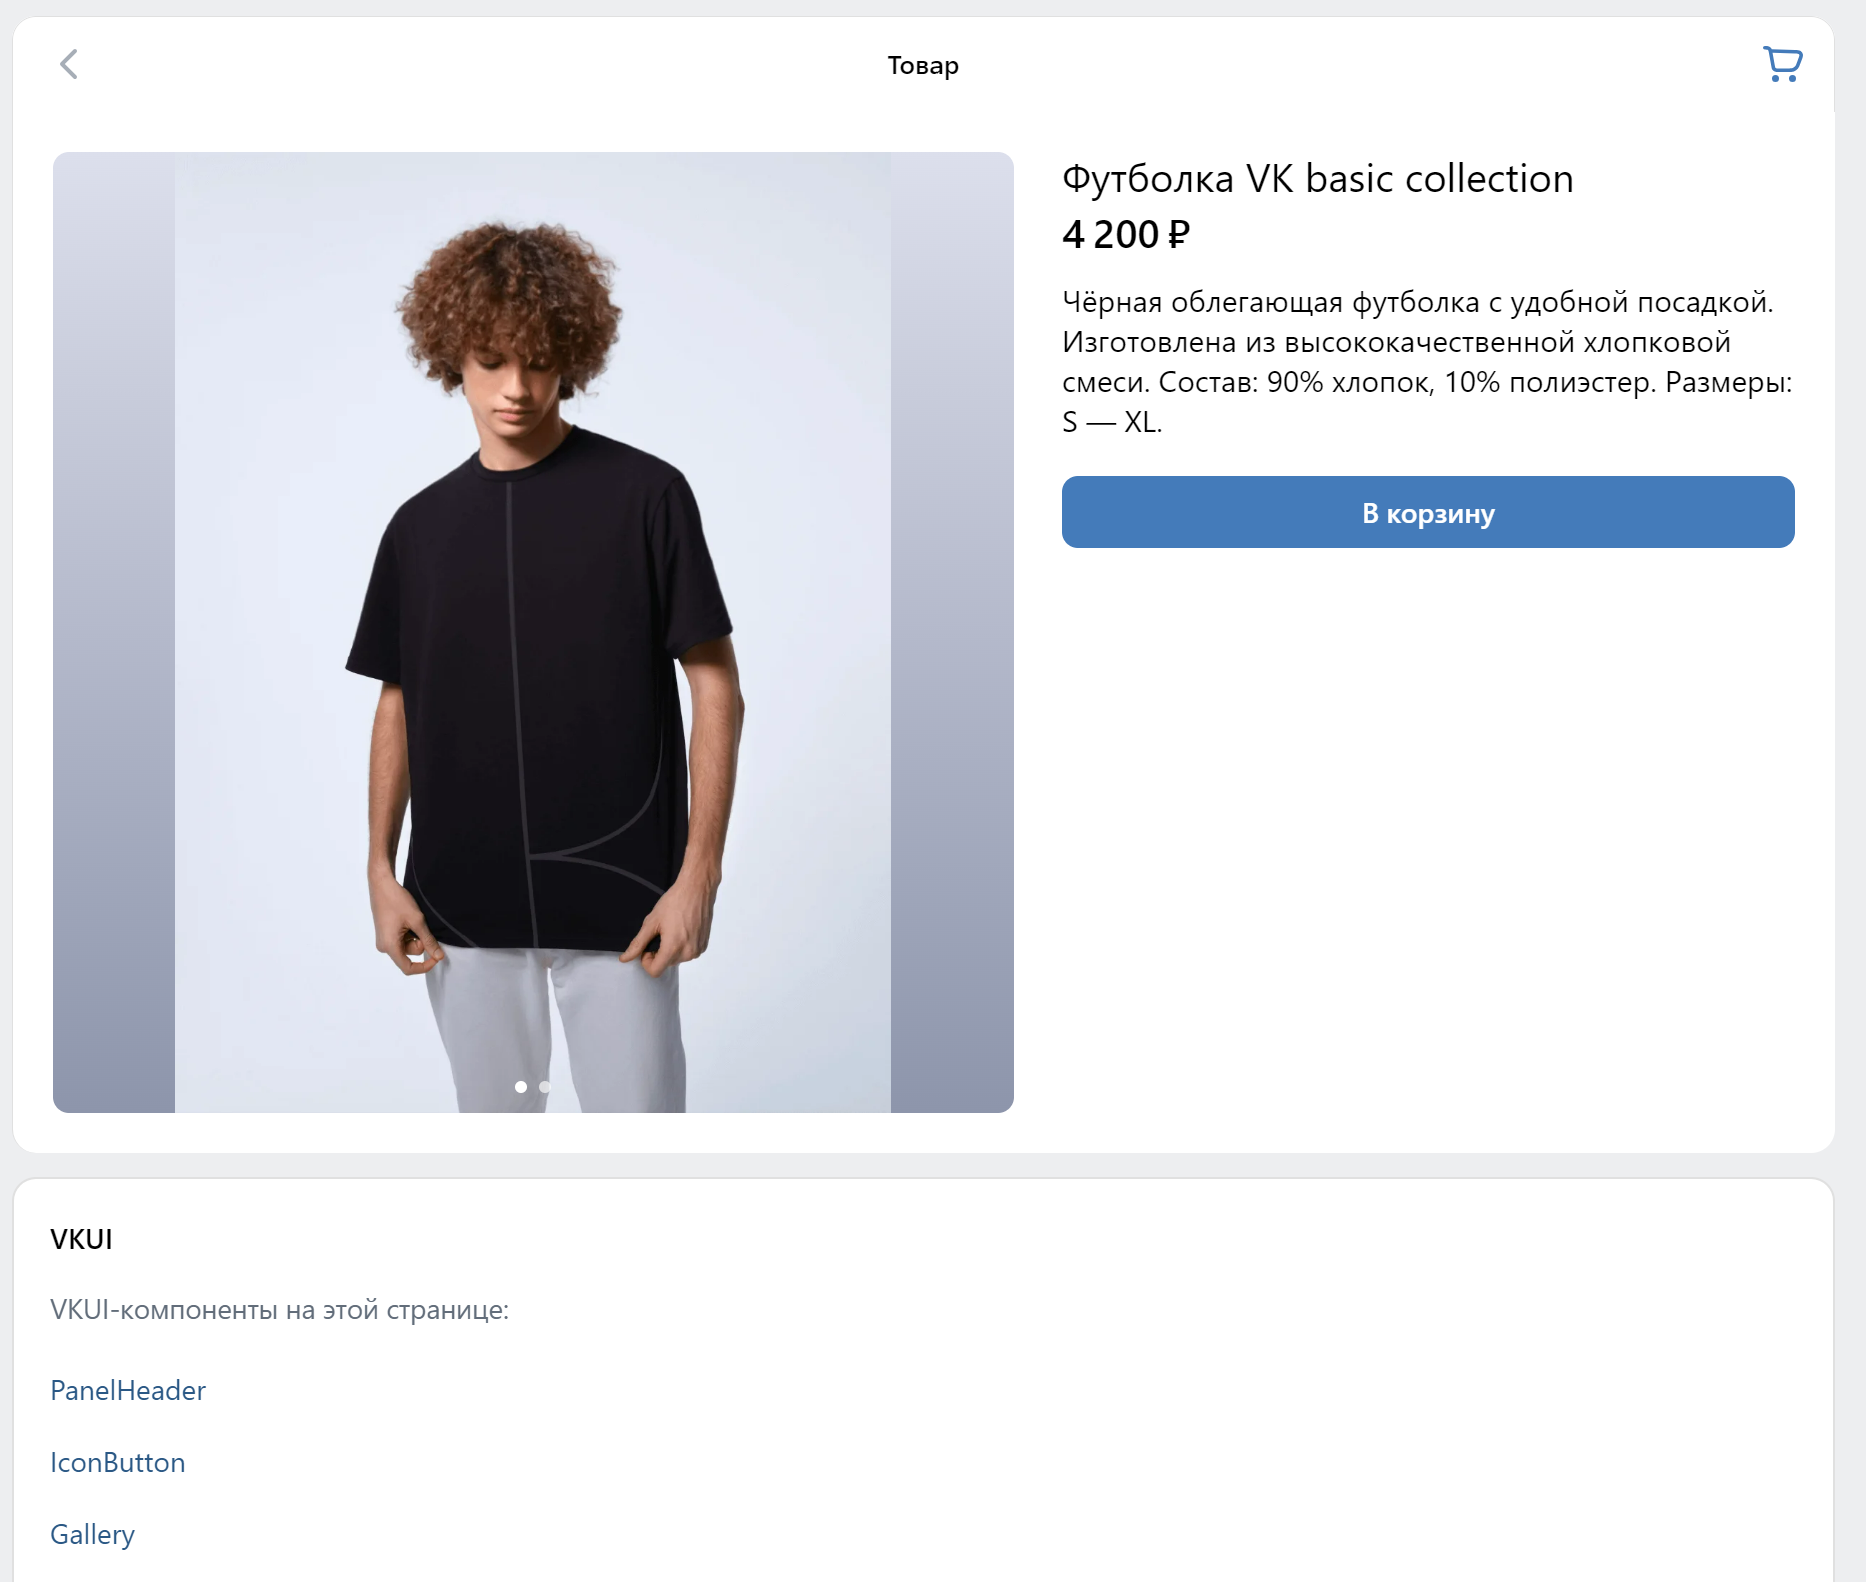 Товар
Футболка VK basic collection
4 200 ₽
Чёрная облегающая футболка с удобной посадкой.
Изготовлена из высококачественной хлопковой
смеси. Состав: 90% хлопок, 10% полиэстер. Размеры:
S — XL.
В корзину
VKUI
VKUI-компоненты на этой странице:
PanelHeader
IconButton
Gallery